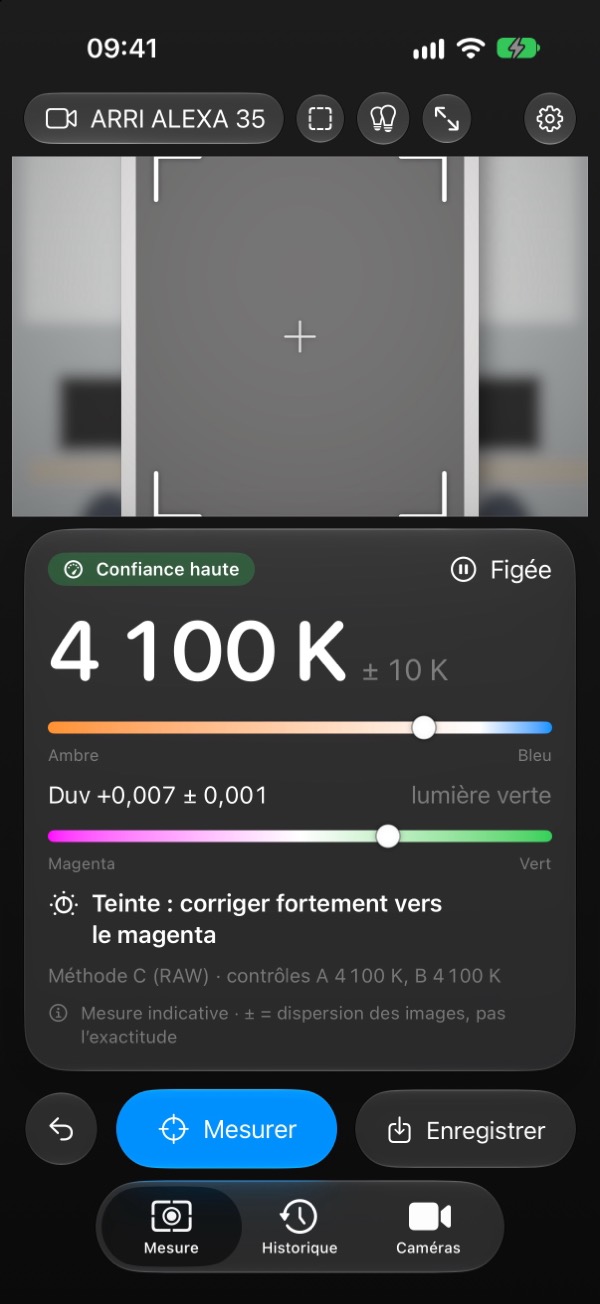 09:41
ARRI ALEXA 35
Confiance haute
Figée
4 100 K ± 10 K
Ambre
Bleu
Duv +0,007 ± 0,001
lumière verte
Magenta
Vert
Teinte : corriger fortement vers
le magenta
Méthode C (RAW) · contrôles A 4 100 K, B 4 100 K
Mesure indicative · ± = dispersion des images, pas
l’exactitude
Mesurer
Enregistrer
Mesure
Historique
Caméras